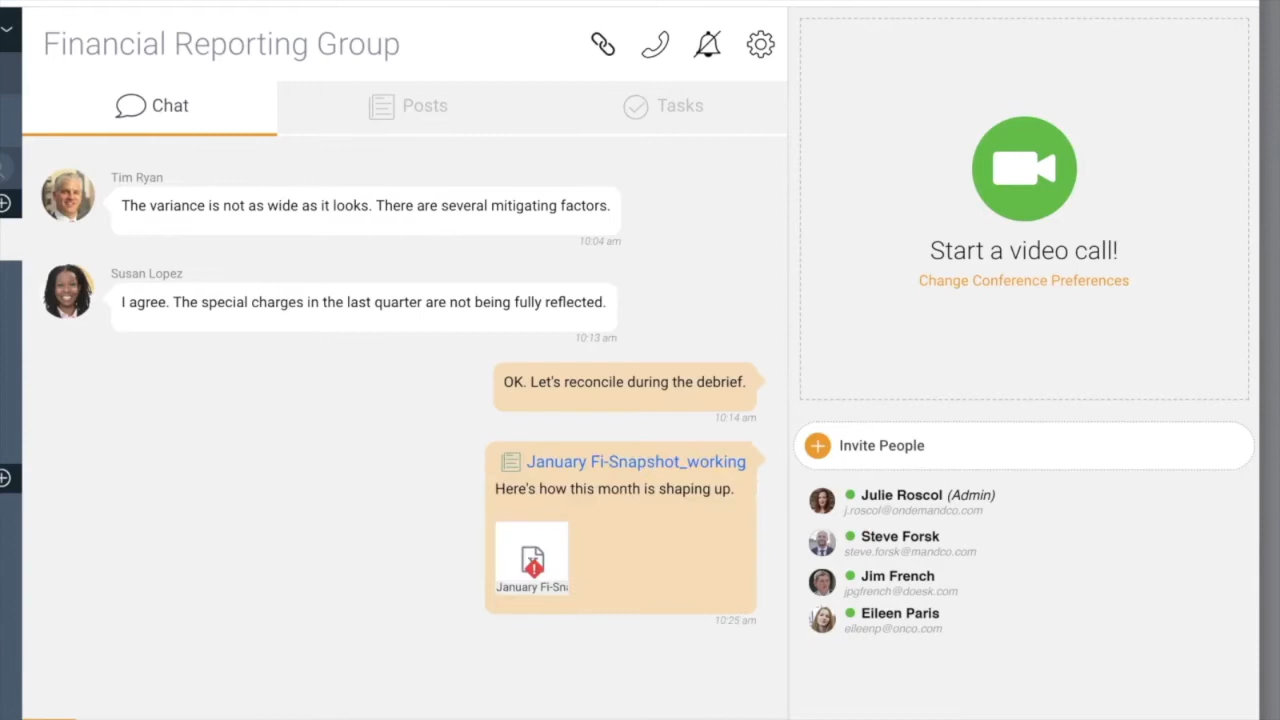 Financial Reporting Group
Chat
Posts
Tasks
Tim Ryan
The variance is not as wide as it looks. There are several mitigating factors.
10:04 am
Susan Lopez
I agree. The special charges in the last quarter are not being fully reflected.
10:13 am
OK. Let's reconcile during the debrief.
10:14 am
January Fi-Snapshot_working
Here's how this month is shaping up.
January Fi-Sna
10:25 am
Start a video call!
Change Conference Preferences
Invite People
Julie Roscol (Admin)
j.roscol@ondemandco.com
Steve Forsk
steve.forsk@mandco.com
Jim French
jpgfrench@doesk.com
Eileen Paris
eileenp@onco.com